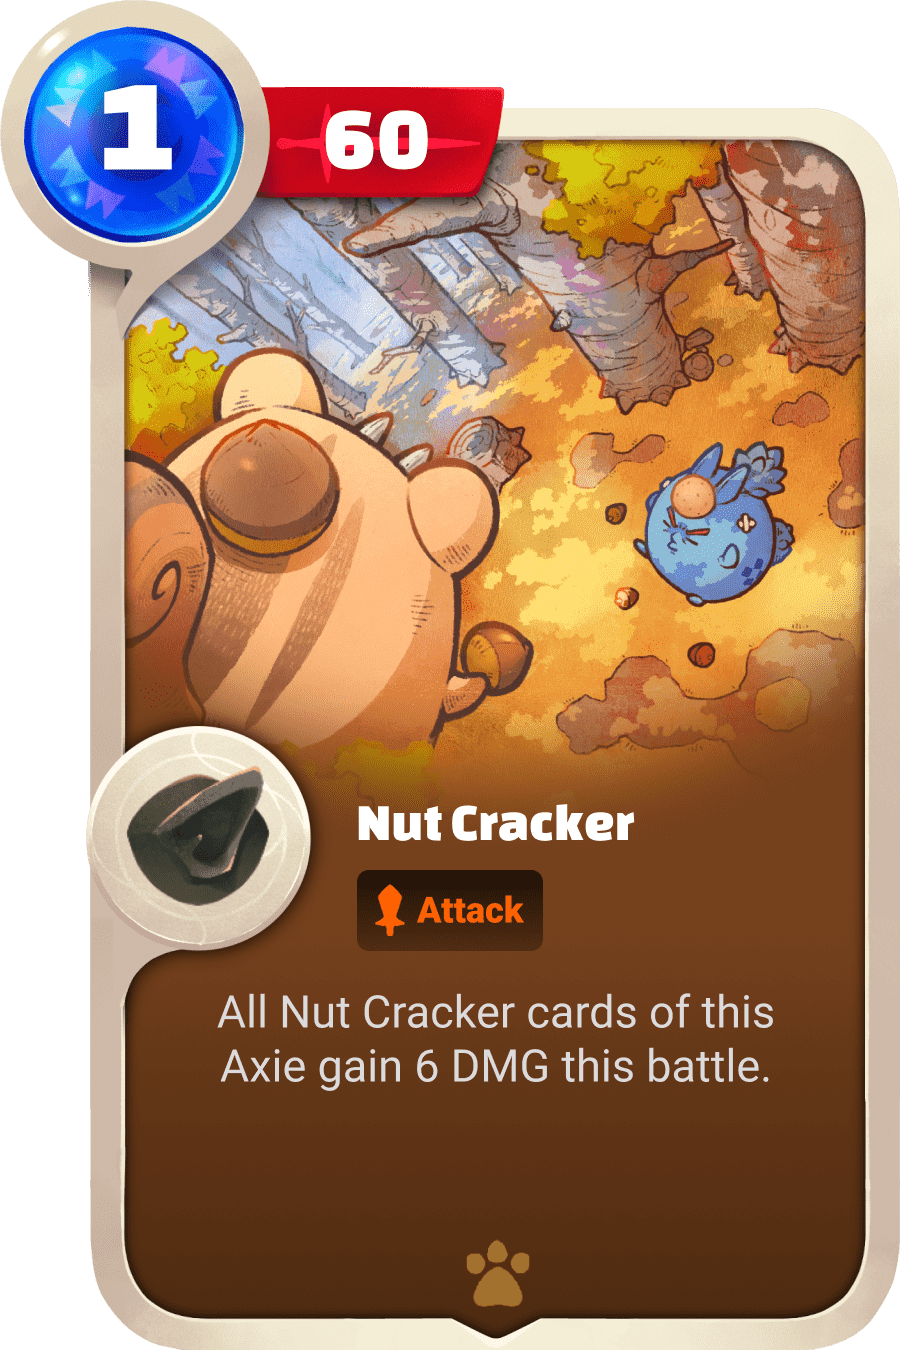 1
60
Nut Cracker
Attack
All Nut Cracker cards of this
Axie gain 6 DMG this battle.